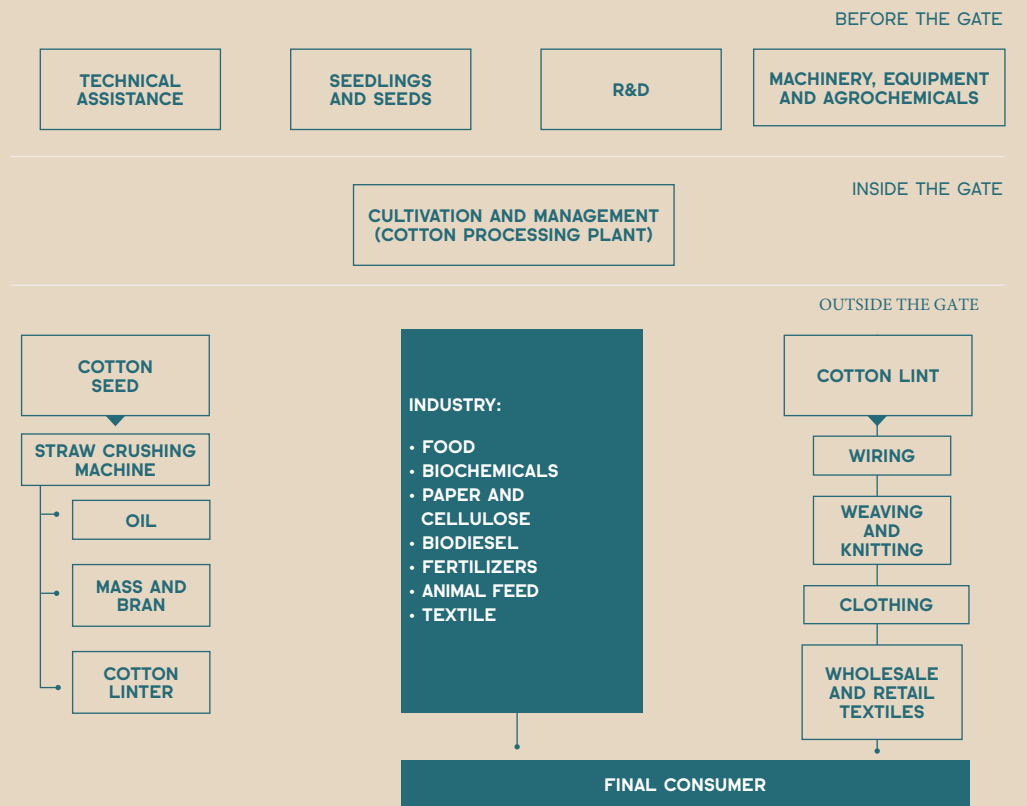 BEFORE THE GATE
TECHNICAL
ASSISTANCE
SEEDLINGS
AND SEEDS
R&D
MACHINERY, EQUIPMENT
AND AGROCHEMICALS
INSIDE THE GATE
CULTIVATION AND MANAGEMENT
(COTTON PROCESSING PLANT)
OUTSIDE THE GATE
COTTON
SEED
STRAW CRUSHING
MACHINE
OIL
MASS AND
BRAN
COTTON
LINTER
INDUSTRY:
• FOOD
• BIOCHEMICALS
• PAPER AND
CELLULOSE
• BIODIESEL
• FERTILIZERS
• ANIMAL FEED
• TEXTILE
COTTON LINT
WIRING
WEAVING
AND
KNITTING
CLOTHING
WHOLESALE
AND RETAIL
TEXTILES
FINAL CONSUMER